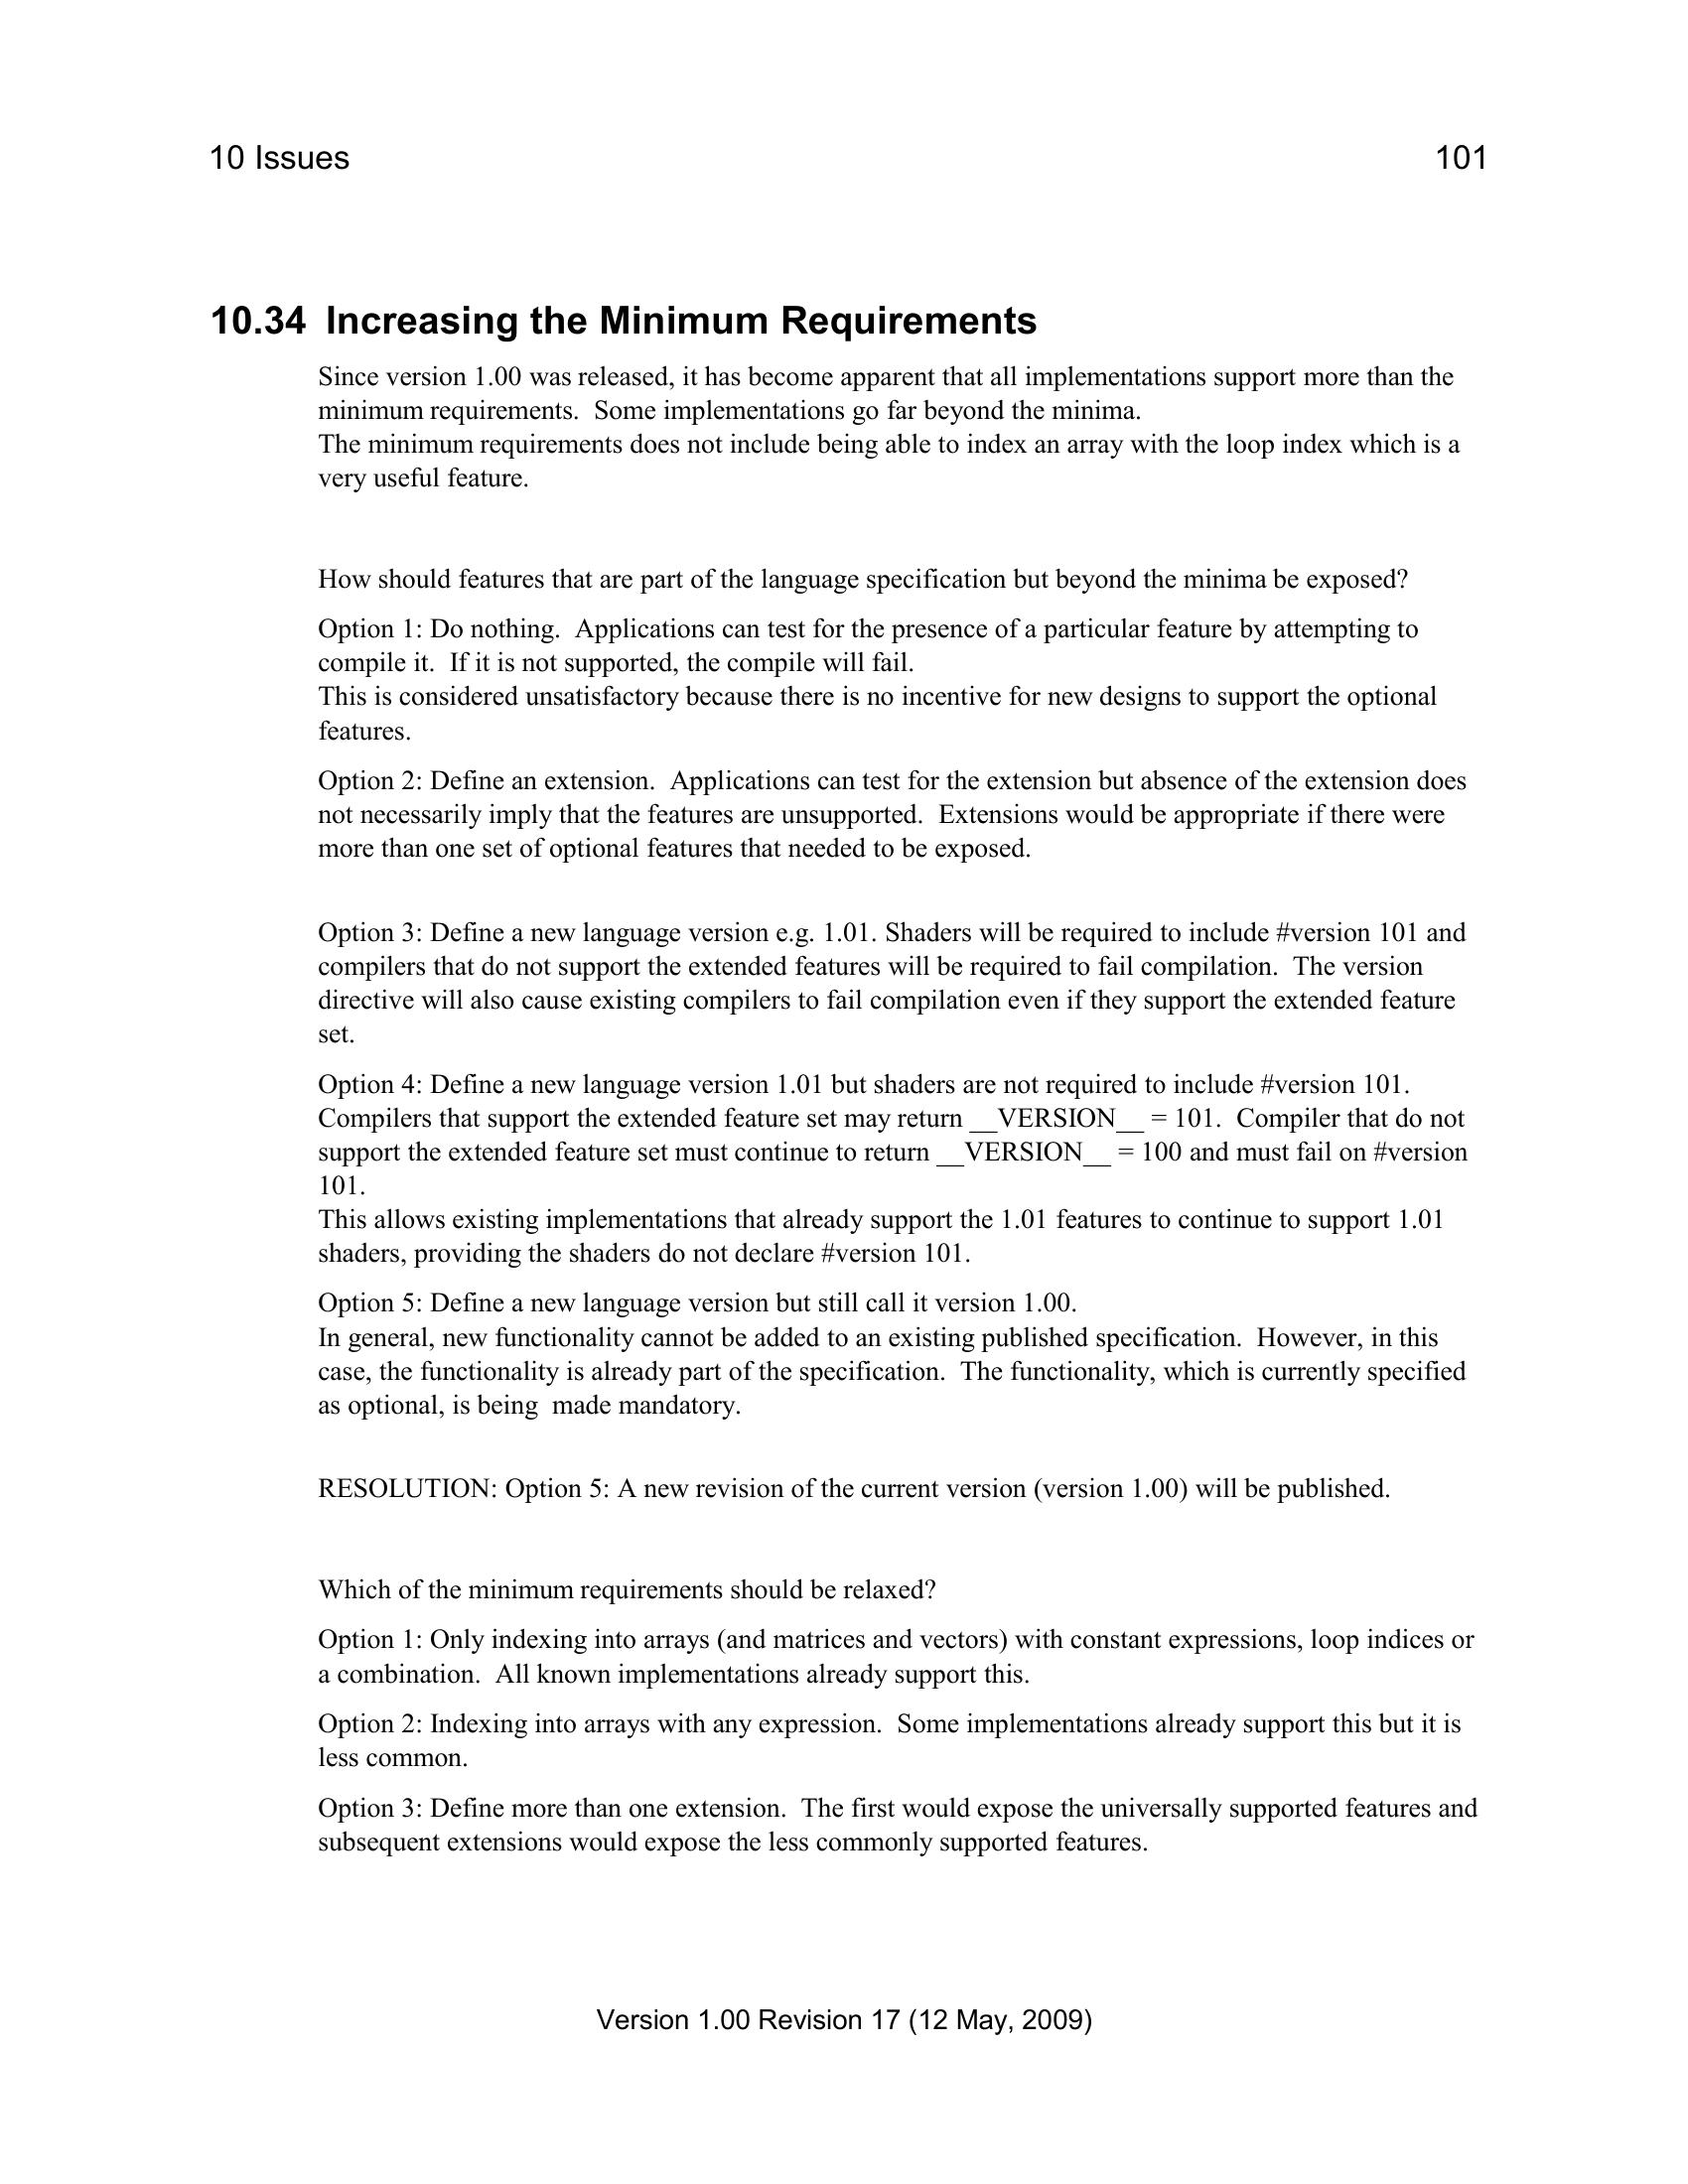 10 Issues 101
10.34 Increasing the Minimum Requirements
Since version 1.00 was released, it has become apparent that all implementations support more than the
minimum requirements.  Some implementations go far beyond the minima.
The minimum requirements does not include being able to index an array with the loop index which is a
very useful feature.
How should features that are part of the language specification but beyond the minima be exposed?
Option 1: Do nothing.  Applications can test for the presence of a particular feature by attempting to
compile it.  If it is not supported, the compile will fail.
This is considered unsatisfactory because there is no incentive for new designs to support the optional
features.
Option 2: Define an extension.  Applications can test for the extension but absence of the extension does
not necessarily imply that the features are unsupported.  Extensions would be appropriate if there were
more than one set of optional features that needed to be exposed.
Option 3: Define a new language version e.g. 1.01. Shaders will be required to include #version 101 and
compilers that do not support the extended features will be required to fail compilation.  The version
directive will also cause existing compilers to fail compilation even if they support the extended feature
set.
Option 4: Define a new language version 1.01 but shaders are not required to include #version 101.
Compilers that support the extended feature set may return __VERSION__ = 101.  Compiler that do not
support the extended feature set must continue to return __VERSION__ = 100 and must fail on #version
101.
This allows existing implementations that already support the 1.01 features to continue to support 1.01
shaders, providing the shaders do not declare #version 101.
Option 5: Define a new language version but still call it version 1.00.
In general, new functionality cannot be added to an existing published specification.  However, in this
case, the functionality is already part of the specification.  The functionality, which is currently specified
as optional, is being  made mandatory.
RESOLUTION: Option 5: A new revision of the current version (version 1.00) will be published.
Which of the minimum requirements should be relaxed?
Option 1: Only indexing into arrays (and matrices and vectors) with constant expressions, loop indices or
a combination.  All known implementations already support this.
Option 2: Indexing into arrays with any expression.  Some implementations already support this but it is
less common.
Option 3: Define more than one extension.  The first would expose the universally supported features and
subsequent extensions would expose the less commonly supported features.
Version 1.00 Revision 17 (12 May, 2009)